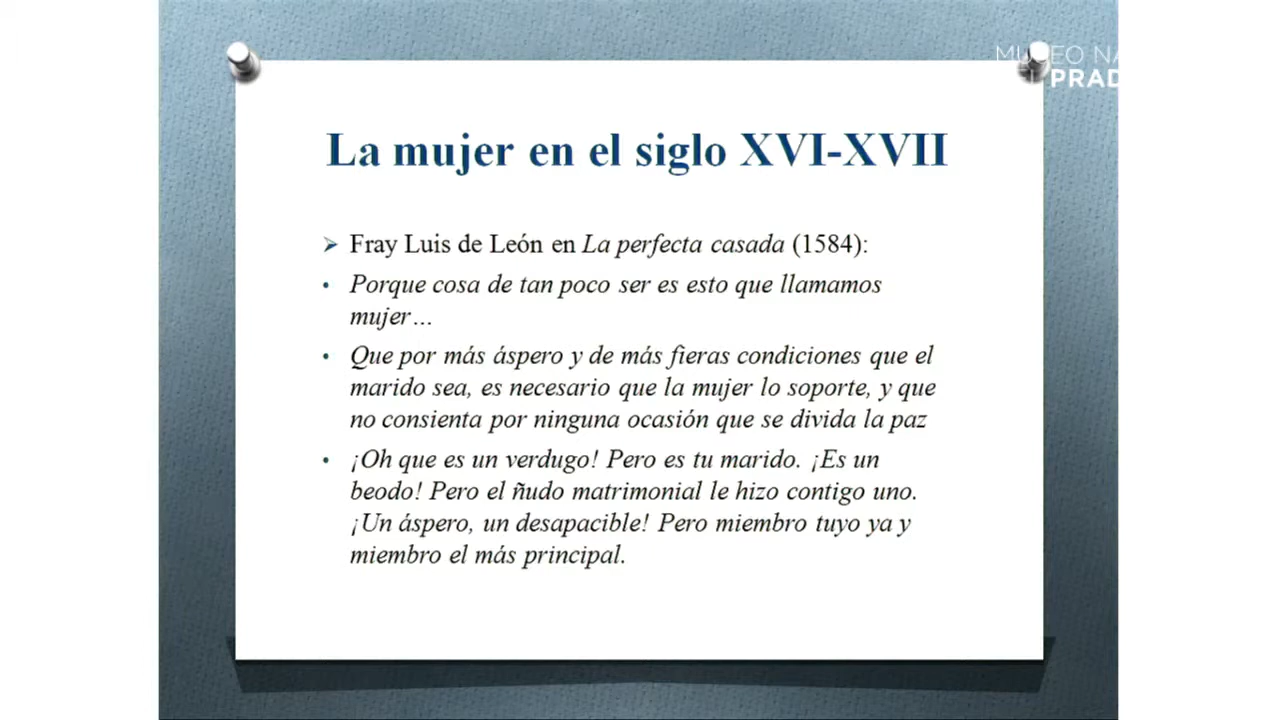 MUSEO NA
EL PRAD
La mujer en el siglo XVI-XVII
➢ Fray Luis de León en La perfecta casada (1584):
• Porque cosa de tan poco ser es esto que llamamos
mujer…
• Que por más áspero y de más fieras condiciones que el
marido sea, es necesario que la mujer lo soporte, y que
no consienta por ninguna ocasión que se divida la paz
• ¡Oh que es un verdugo! Pero es tu marido. ¡Es un
beodo! Pero el ñudo matrimonial le hizo contigo uno.
¡Un áspero, un desapacible! Pero miembro tuyo ya y
miembro el más principal.